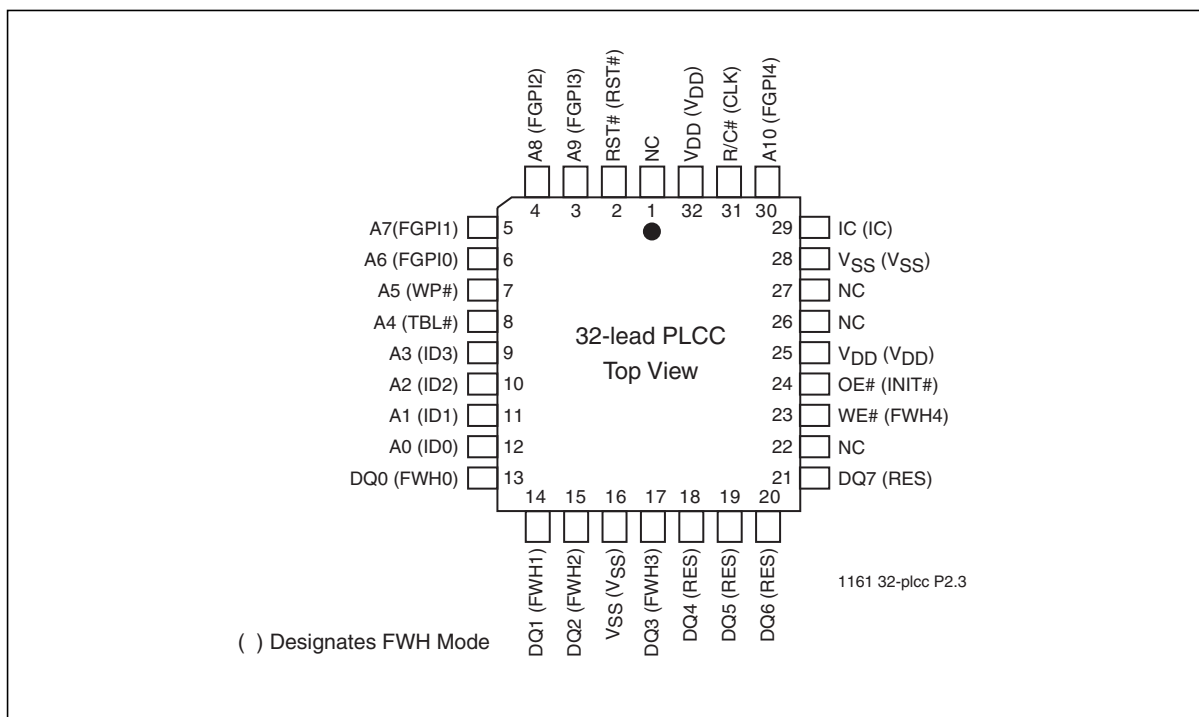 A8 (FGPI2)
A9 (FGPI3)
RST# (RST#)
NC
VDD (VDD)
R/C# (CLK)
A10 (FGPI4)
4
3
2
1
32
31
30
A7(FGPI1)
5
A6 (FGPI0)
6
A5 (WP#)
7
A4 (TBL#)
8
A3 (ID3)
9
A2 (ID2)
10
A1 (ID1)
11
A0 (ID0)
12
DQ0 (FWH0)
13
32-lead PLCC
Top View
29
IC (IC)
28
VSS (VSS)
27
NC
26
NC
25
VDD (VDD)
24
OE# (INIT#)
23
WE# (FWH4)
22
NC
21
DQ7 (RES)
14
15
16
17
18
19
20
DQ1 (FWH1)
DQ2 (FWH2)
VSS (VSS)
DQ3 (FWH3)
DQ4 (RES)
DQ5 (RES)
DQ6 (RES)
1161 32-plcc P2.3
( ) Designates FWH Mode